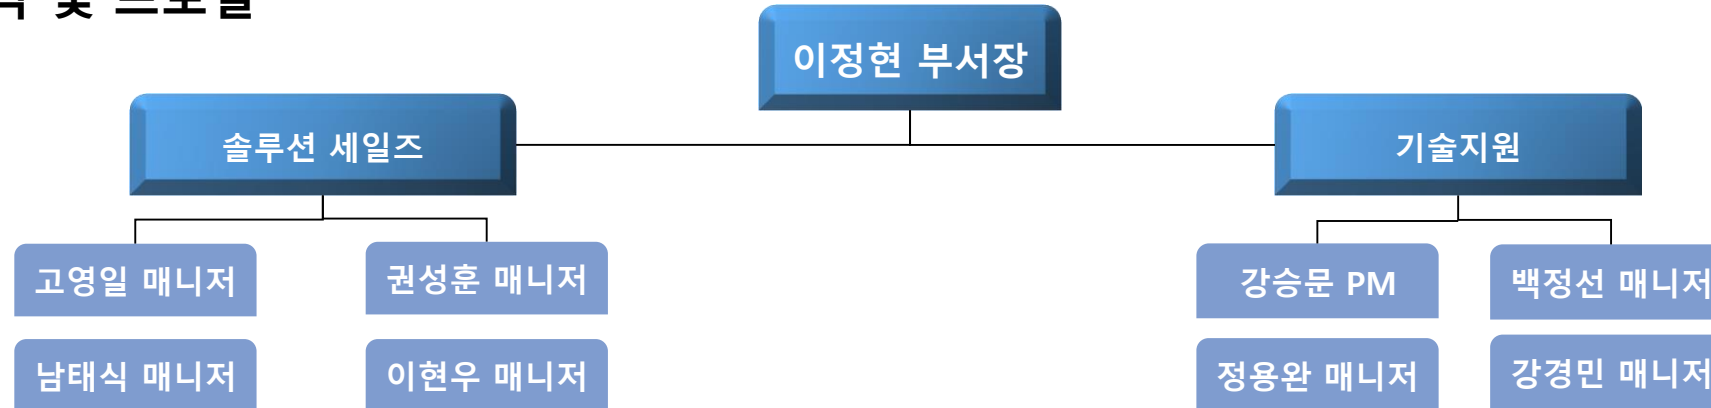 및
이정현 부서장
솔루션 세일즈
기술지원
고영일 매니저
권성훈 매니저
강승문 PM
백정선 매니저
남태식 매니저
이현우 매니저
정용완 매니저
강경민 매니저